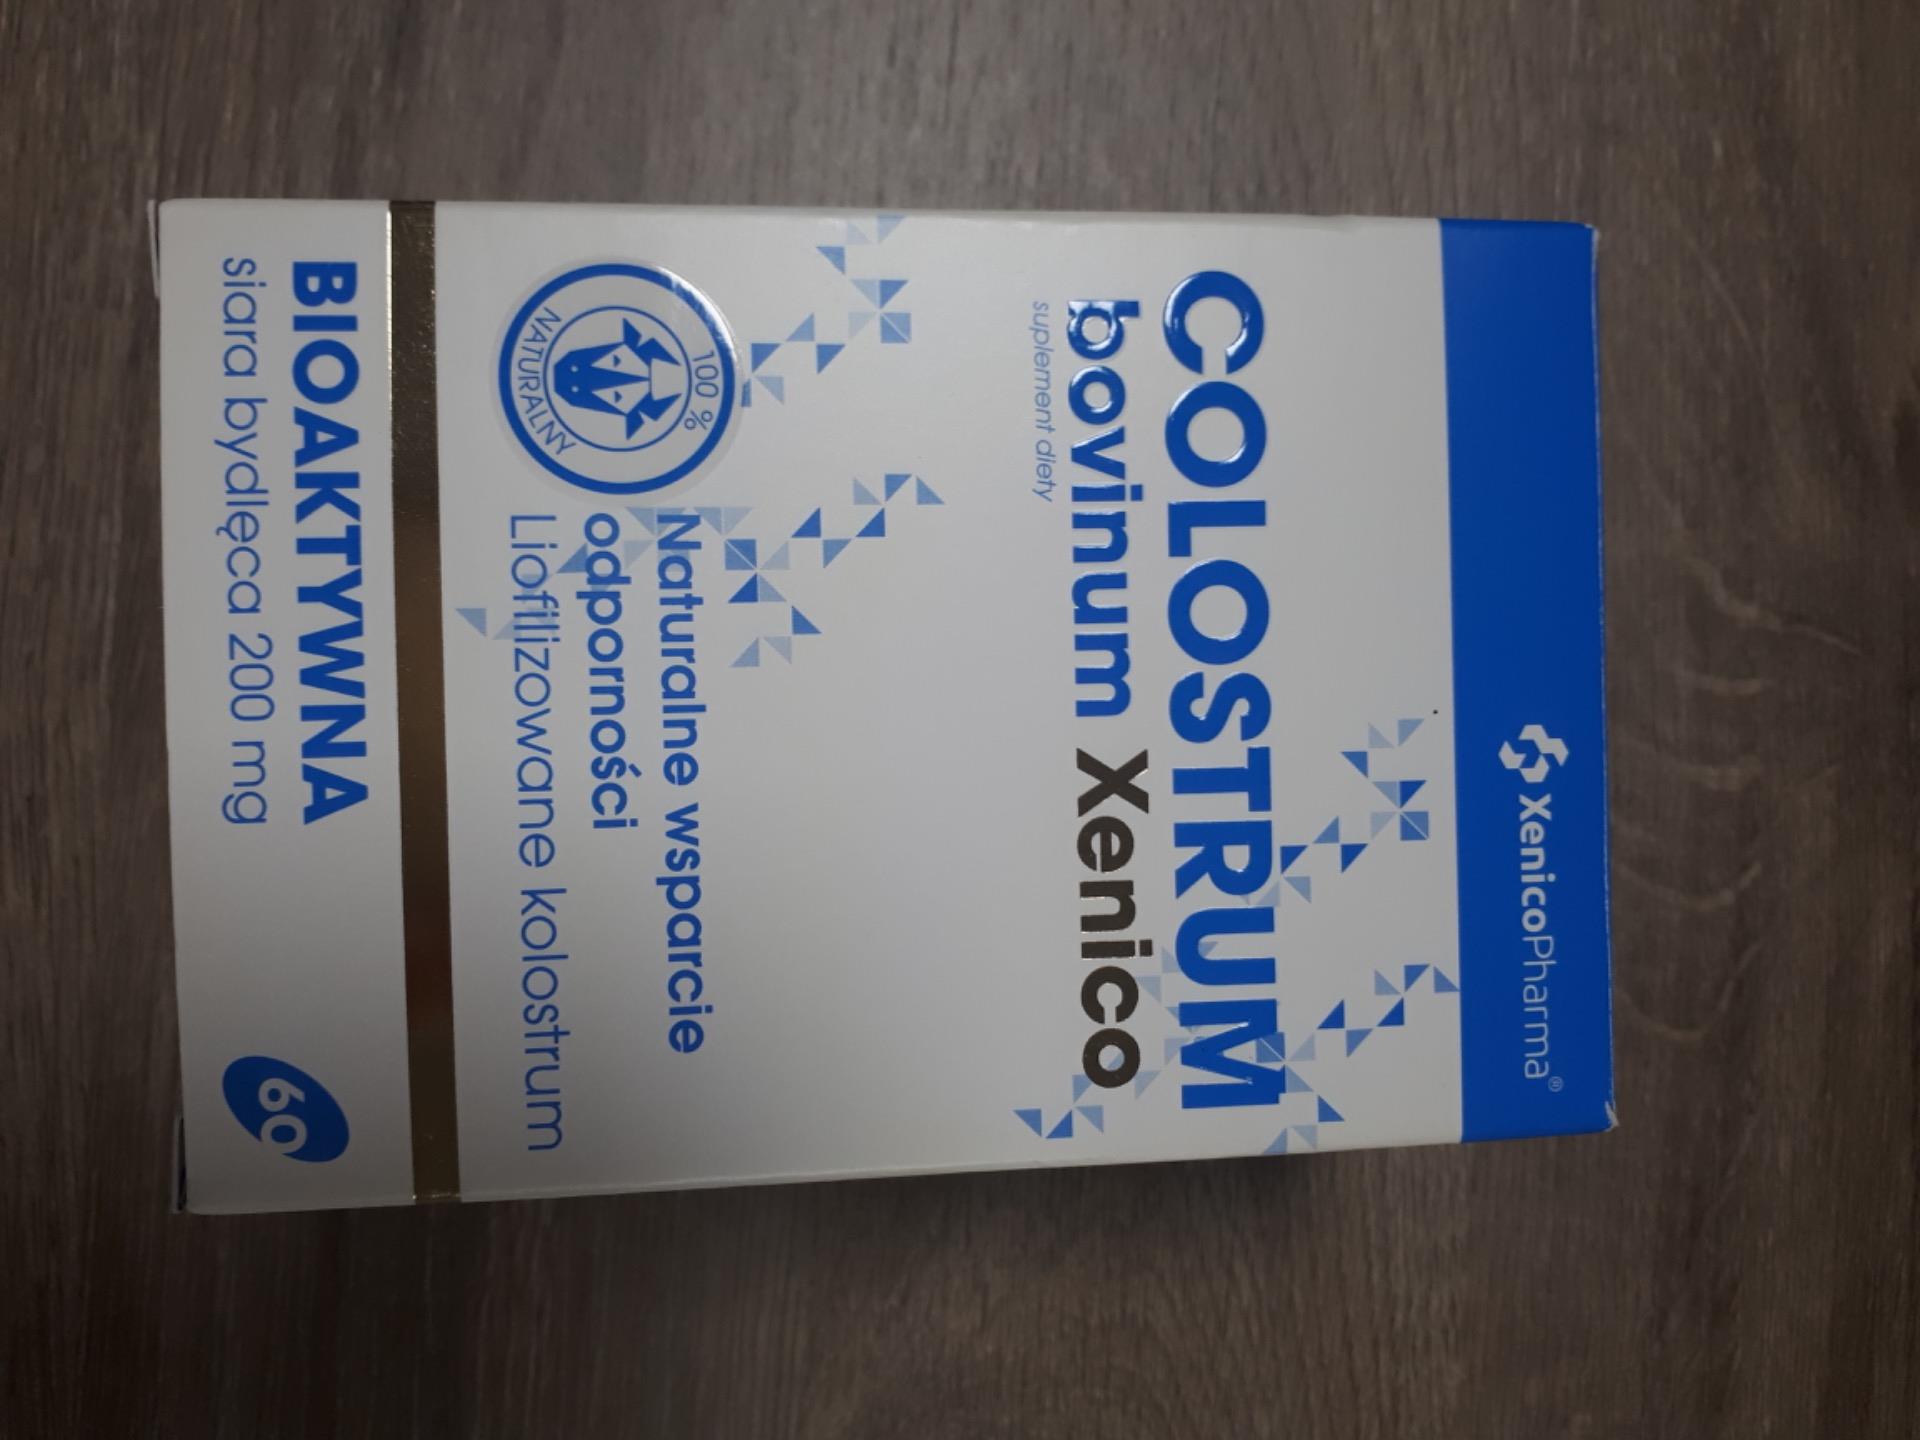 XenicoPharma®
COLOSTRUM
bovinum Xenico
suplement diety
100 %
NATURALNY
Naturalne wsparcie
odporności
Liofilizowane kolostrum
BIOAKTYWNA
siara bydlęca 200 mg
60